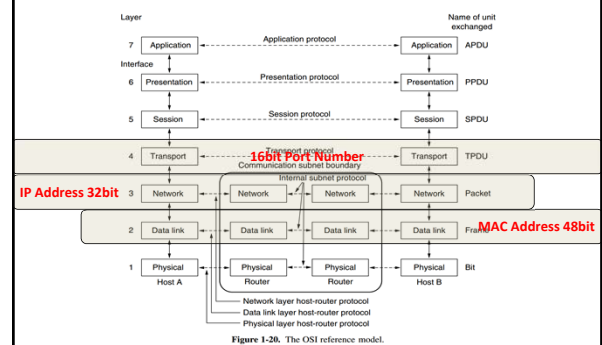 Layer
Name of unit exchanged
7 Application Application protocol Application APDU
Interface
6 Presentation Presentation protocol Presentation PPDU
5 Session Session protocol Session SPDU
4 Transport Transport protocol Transport TPDU
16bit Port Number
Communication subnet boundary
Internal subnet protocol
IP Address 32bit
3 Network Network Network Network Packet
2 Data link Data link Data link Data link Frame
MAC Address 48bit
1 Physical Physical Physical Physical Bit
Host A Router Router Host B
Network layer host-router protocol
Data link layer host-router protocol
Physical layer host-router protocol
Figure 1-20. The OSI reference model.